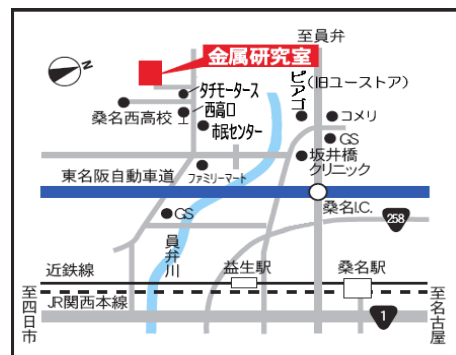 至員弁
N
金属研究室
ピアゴ
(旧ユーストア)
タチモータース
西高口
桑名西高校
市民センター
コメリ
GS
坂井橋
クリニック
東名阪自動車道
ファミリーマート
桑名I.C.
258
GS
員弁川
近鉄線
益生駅
桑名駅
JR関西本線
1
至四日市
至名古屋